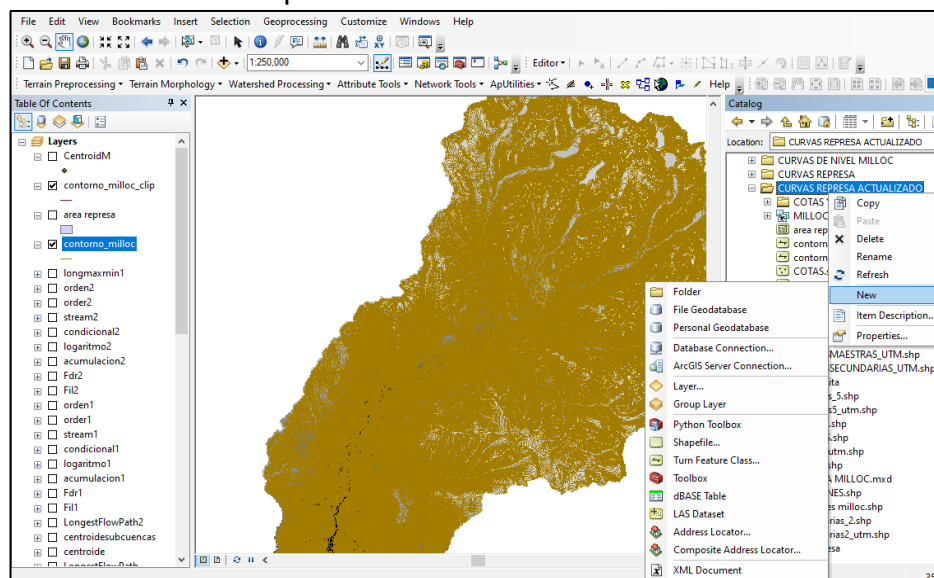 File Edit View Bookmarks Insert Selection Geoprocessing Customize Windows Help
1:250.000
Editor
Terrain Preprocessing Terrain Morphology Watershed Processing Attribute Tools Network Tools ApUtilities Help
Table Of Contents
Layers
CentroidM
contorno_milloc_clip
area represa
contorno_milloc
longmaxmin1
orden2
order2
stream2
condicional2
logaritmo2
acumulacion2
Fdr2
Fil2
orden1
order1
stream1
condicional1
logaritmo1
acumulacion1
Fdr1
Fil1
LongestFlowPath2
centroidesubcuencas
centroide
LongestFlowPath
Catalog
Location: CURVAS REPRESA ACTUALIZADO
CURVAS DE NIVEL MILLOC
CURVAS REPRESA
CURVAS REPRESA ACTUALIZADO
COTAS
MILLOC
area rep
contorn
contorn
COTAS.s
Copy
Paste
Delete
Rename
Refresh
New
Item Description...
Properties...
Folder
File Geodatabase
Personal Geodatabase
Database Connection...
ArcGIS Server Connection...
Layer...
Group Layer
Python Toolbox
Shapefile...
Turn Feature Class...
Toolbox
dBASE Table
LAS Dataset
Address Locator...
Composite Address Locator...
XML Document
MAESTRAS_UTM.shp
SECUNDARIAS_UTM.shp
ita
s_5.shp
s5_utm.shp
.shp
utm.shp
shp
A MILLOC.mxd
NES.shp
es milloc.shp
rias_2.shp
rias2_utm.shp
esa